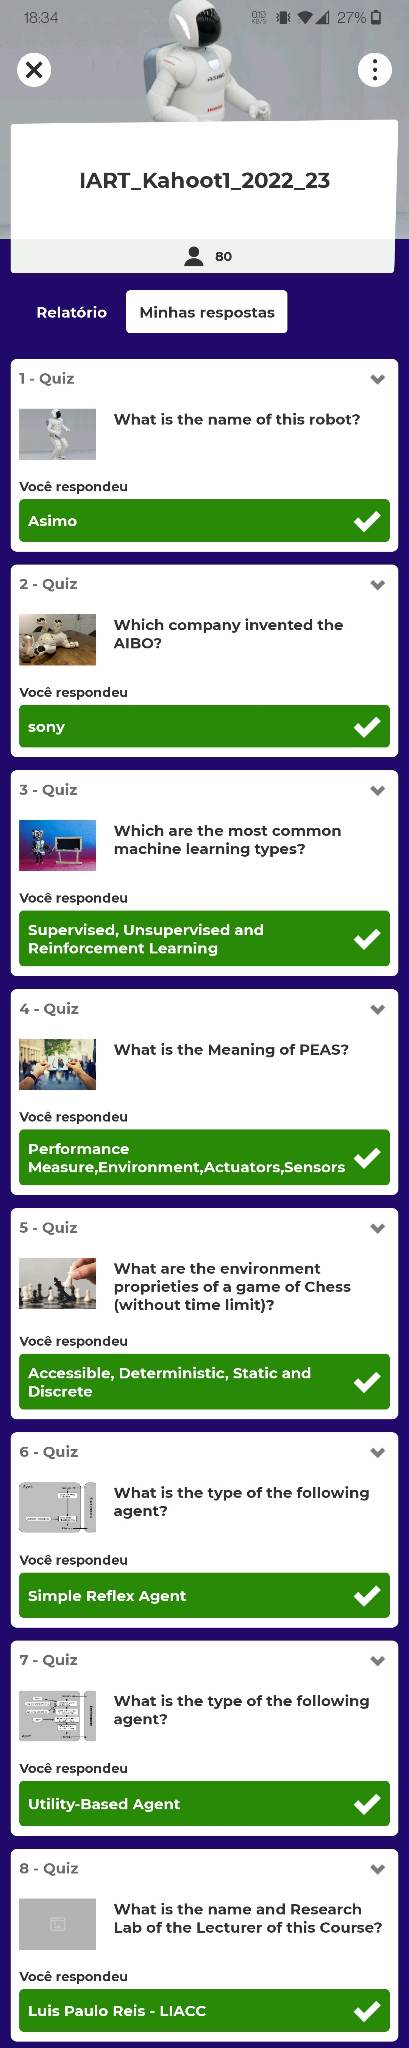 18:34
27%
ASIMO
HONDA
IART_Kahoot1_2022_23
80
Relatório
Minhas respostas
1 - Quiz
What is the name of this robot?
Você respondeu
Asimo
2 - Quiz
Which company invented the
AIBO?
Você respondeu
sony
3 - Quiz
Which are the most common
machine learning types?
Você respondeu
Supervised, Unsupervised and
Reinforcement Learning
4 - Quiz
What is the Meaning of PEAS?
Você respondeu
Performance
Measure,Environment,Actuators,Sensors
5 - Quiz
What are the environment
proprieties of a game of Chess
(without time limit)?
Você respondeu
Accessible, Deterministic, Static and
Discrete
6 - Quiz
What is the type of the following
agent?
Você respondeu
Simple Reflex Agent
7 - Quiz
What is the type of the following
agent?
Você respondeu
Utility-Based Agent
8 - Quiz
What is the name and Research
Lab of the Lecturer of this Course?
Você respondeu
Luis Paulo Reis - LIACC